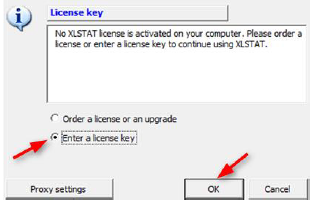 License key
No XLSTAT license is activated on your computer. Please order a
license or enter a license key to continue using XLSTAT.
Order a license or an upgrade
Enter a license key
Proxy settings
OK
Cancel